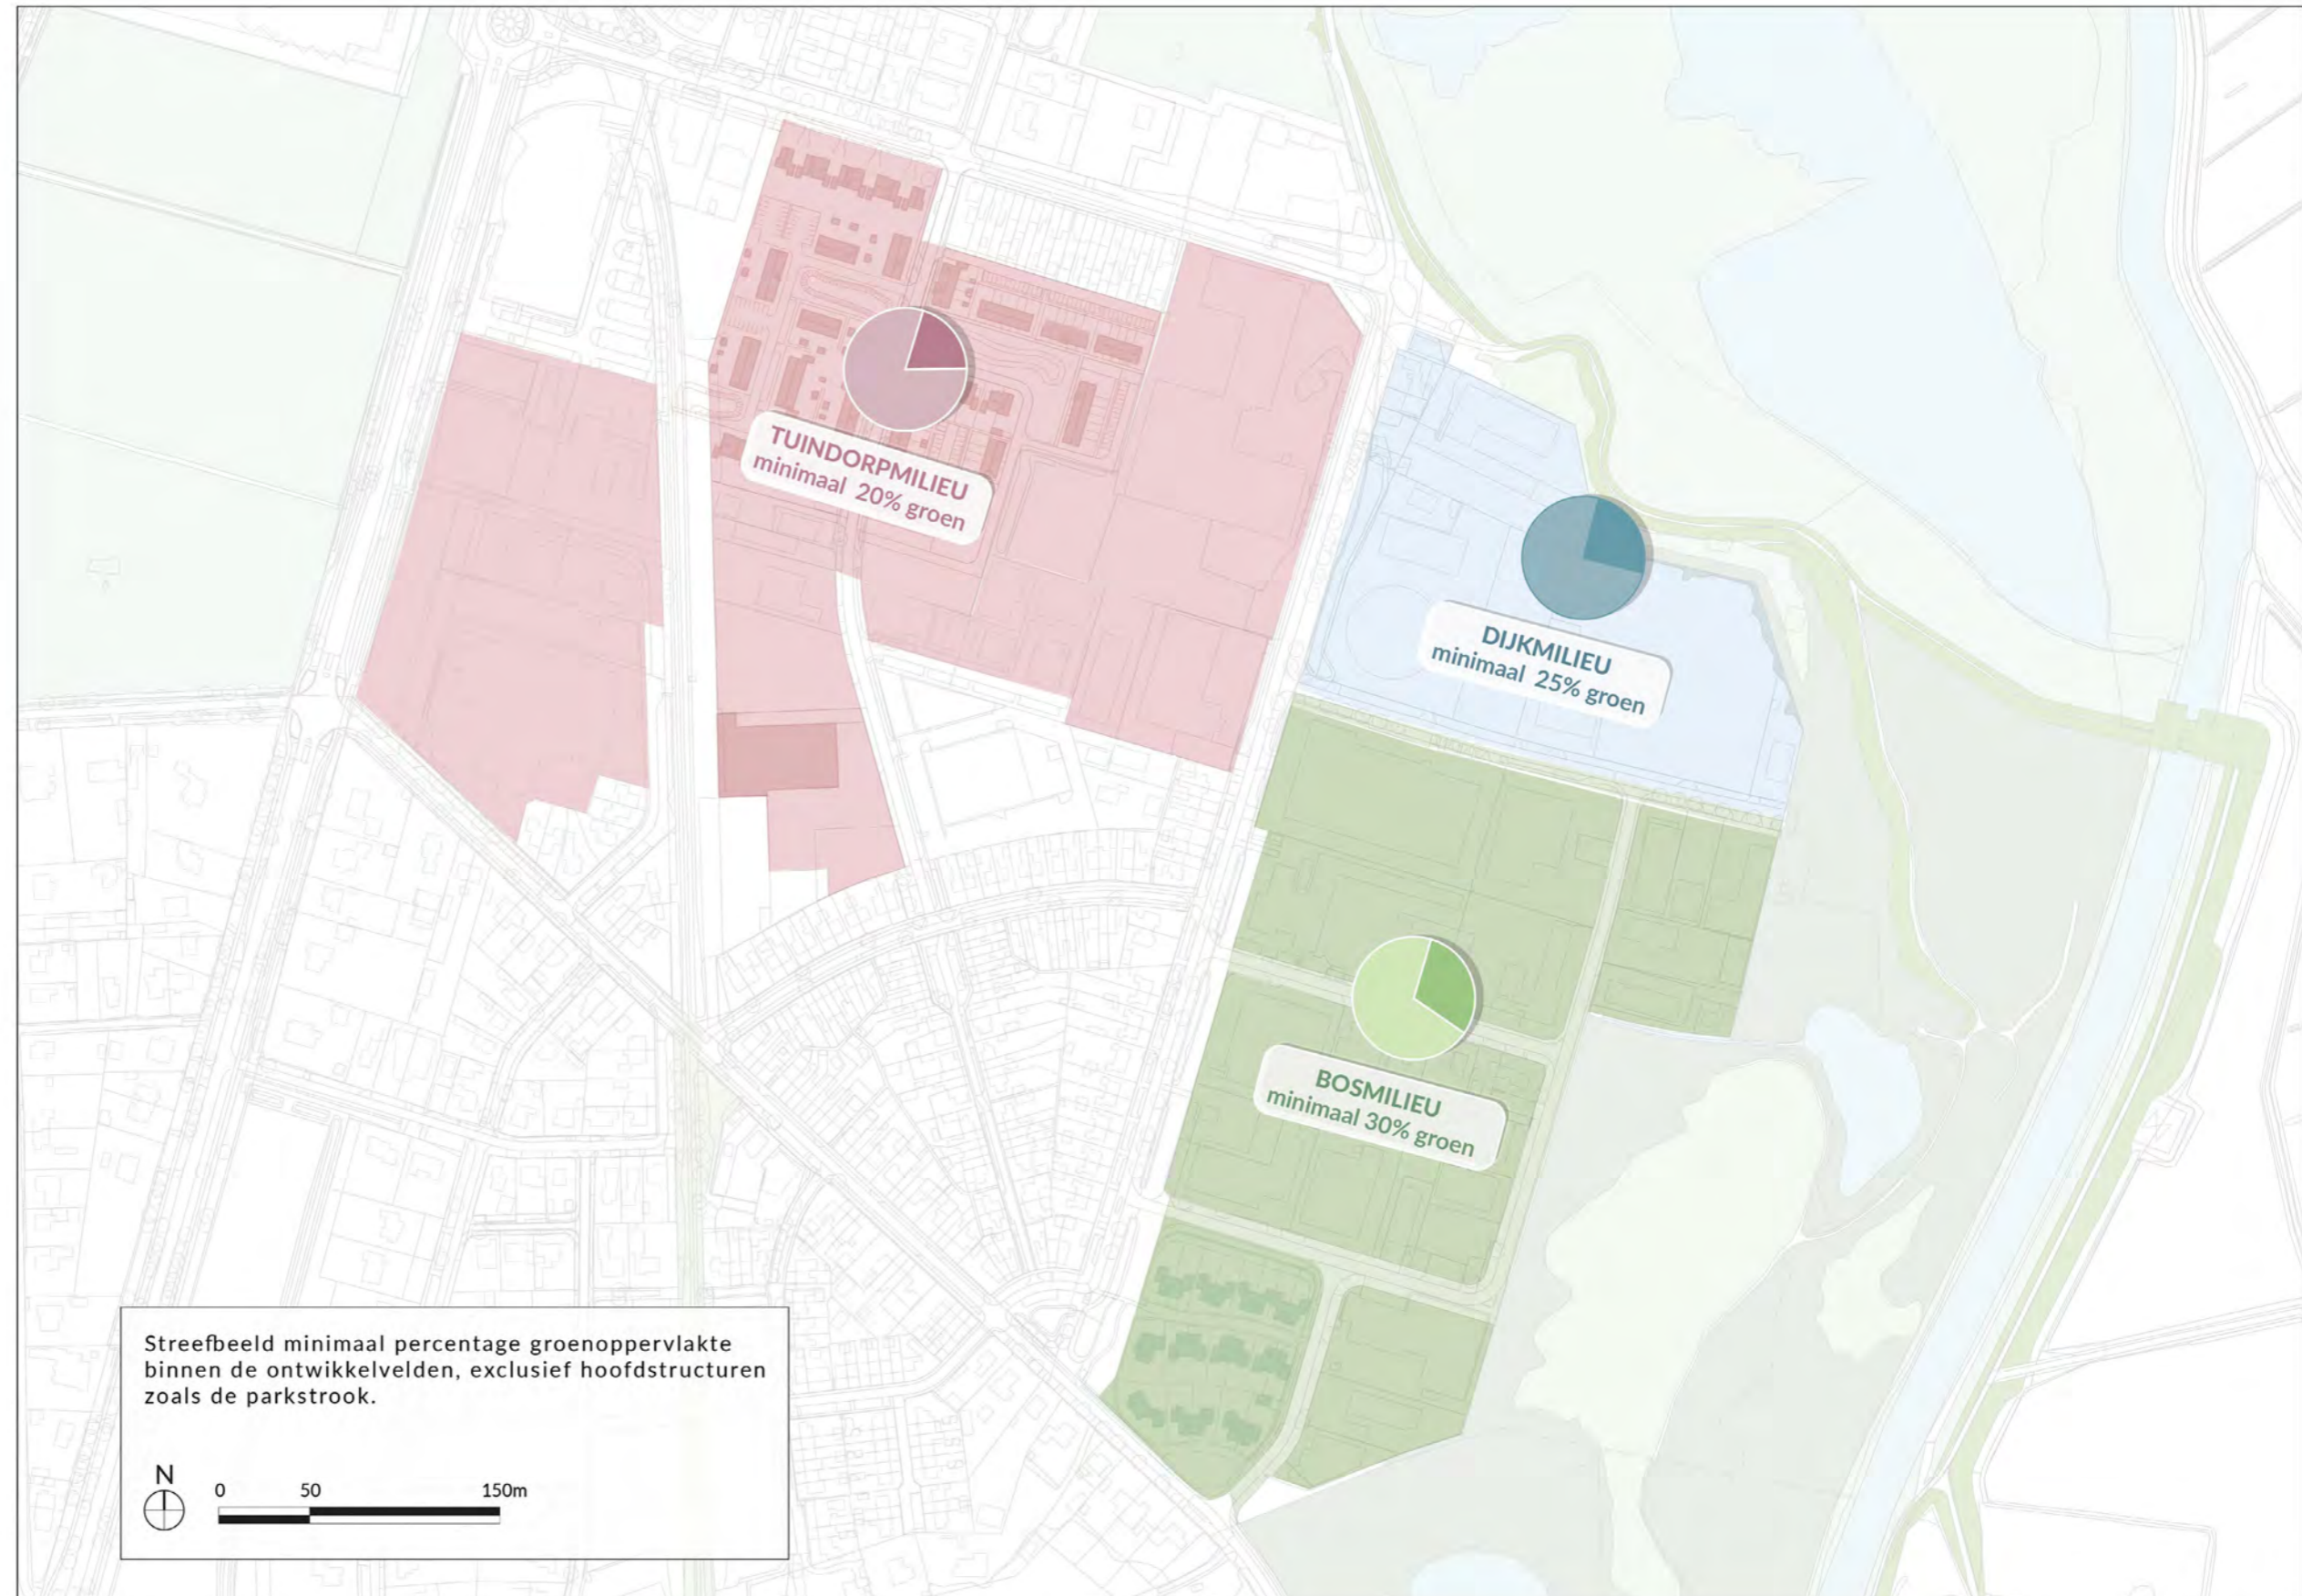 TUINDORPMILIEU
minimaal 20% groen
DIJKMILIEU
minimaal 25% groen
BOSMILIEU
minimaal 30% groen
Streefbeeld minimaal percentage groenoppervlakte
binnen de ontwikkelvelden, exclusief hoofdstructuren
zoals de parkstrook.
N
0 50 150m